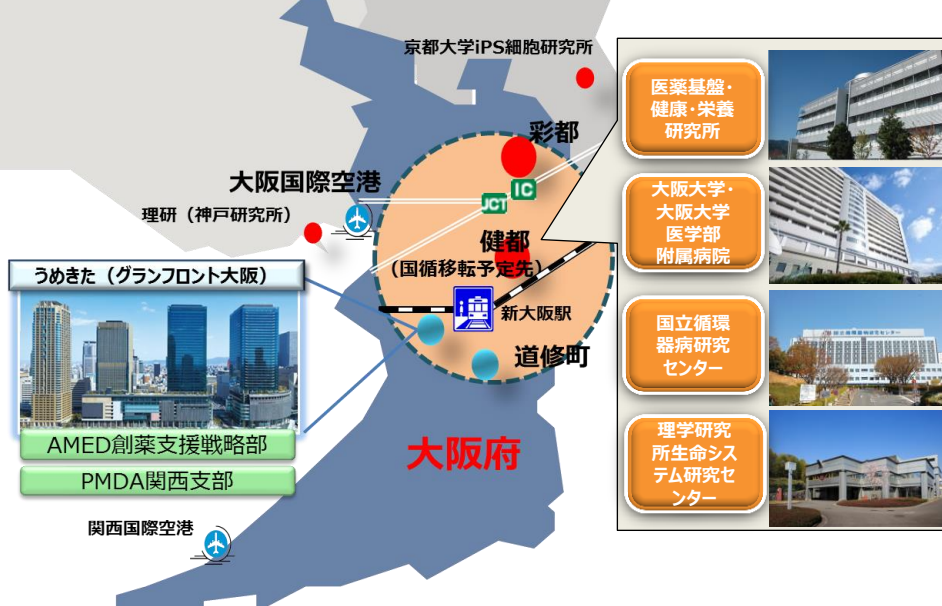 京都大学iPS細胞研究所
彩都
大阪国際空港
IC
JCT
理研（神戸研究所）
健都
（国循移転予定先）
新大阪駅
道修町
うめきた（グランフロント大阪）
AMED創薬支援戦略部
PMDA関西支部
大阪府
関西国際空港
医薬基盤・
健康・栄養
研究所
大阪大学・
大阪大学
医学部
附属病院
国立循環
器病研究
センター
理学研究
所生命シス
テム研究セ
ンター